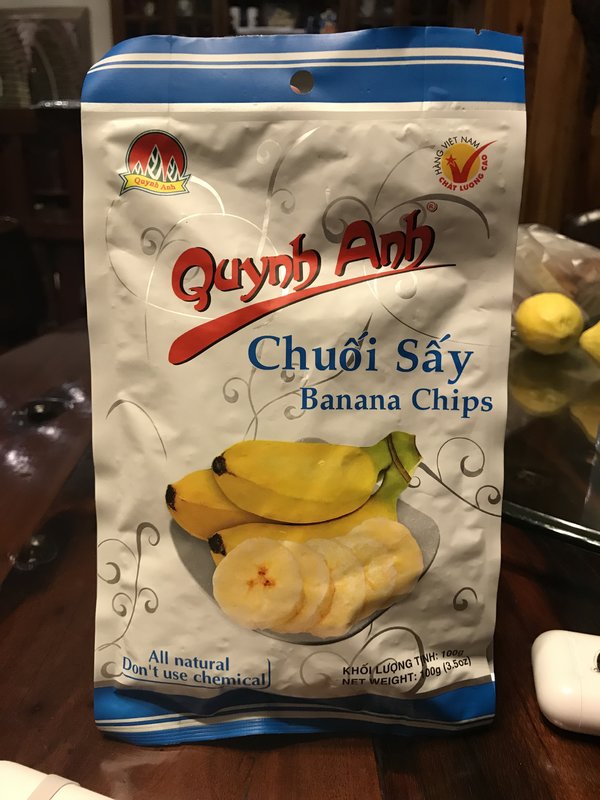 Quynh Anh
HÀNG VIỆT NAM
CHẤT LƯỢNG CAO
Quynh Anh ®
Chuối Sấy
Banana Chips
All natural
Don't use chemical
KHỐI LƯỢNG TỊNH: 100g
NET WEIGHT: 100g (3.5oz)